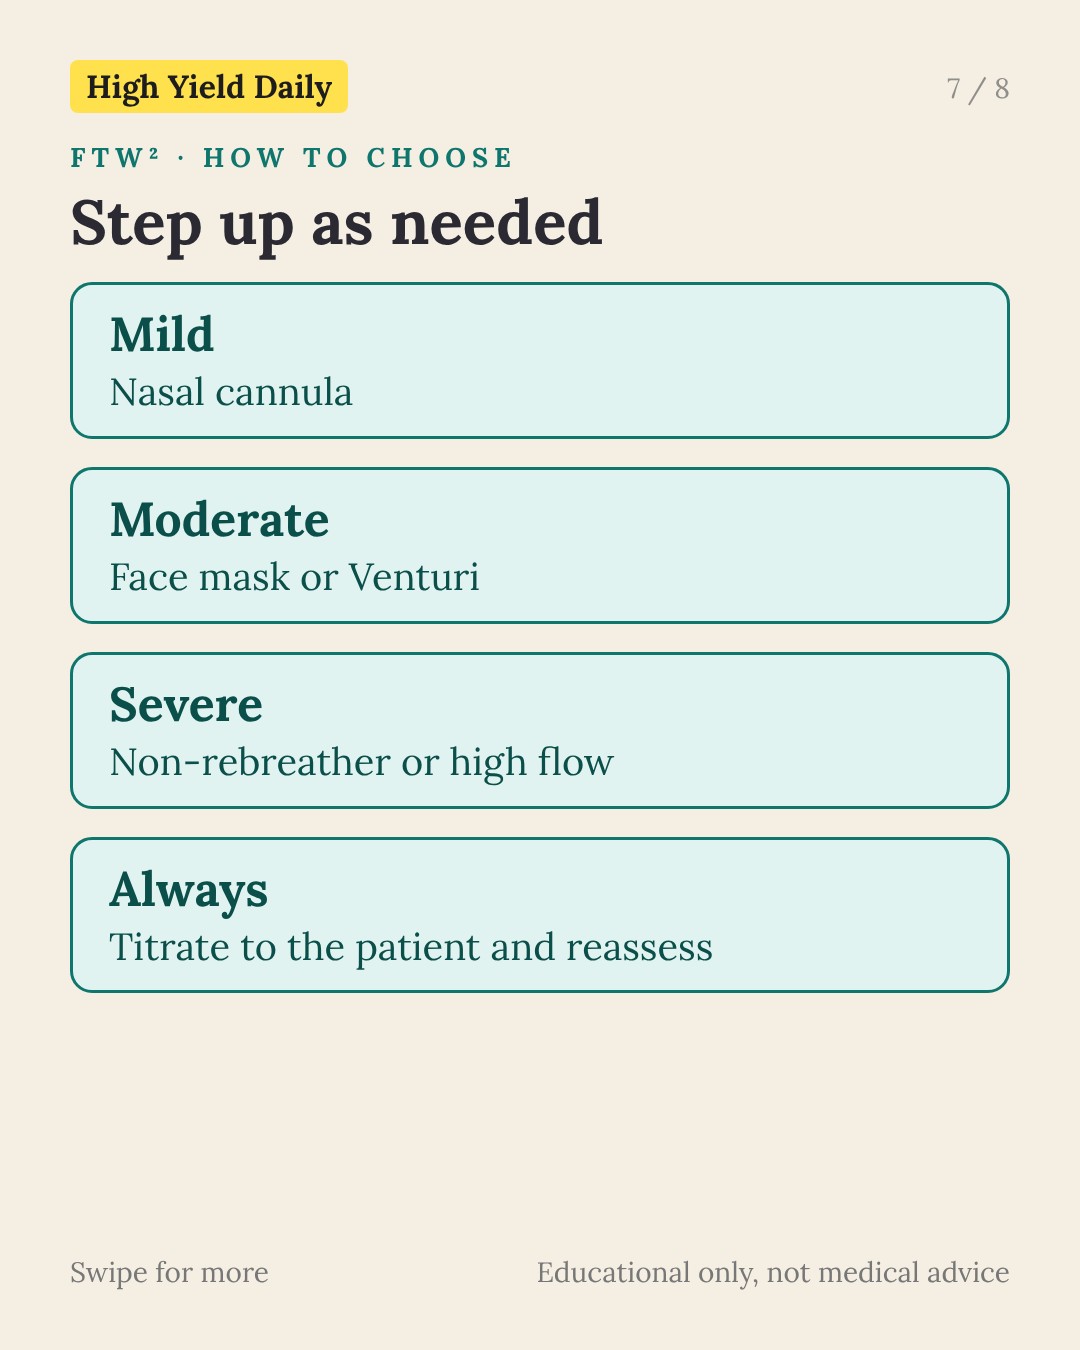 High Yield Daily
7 / 8
FTW² · HOW TO CHOOSE
Step up as needed
Mild
Nasal cannula
Moderate
Face mask or Venturi
Severe
Non-rebreather or high flow
Always
Titrate to the patient and reassess
Swipe for more
Educational only, not medical advice